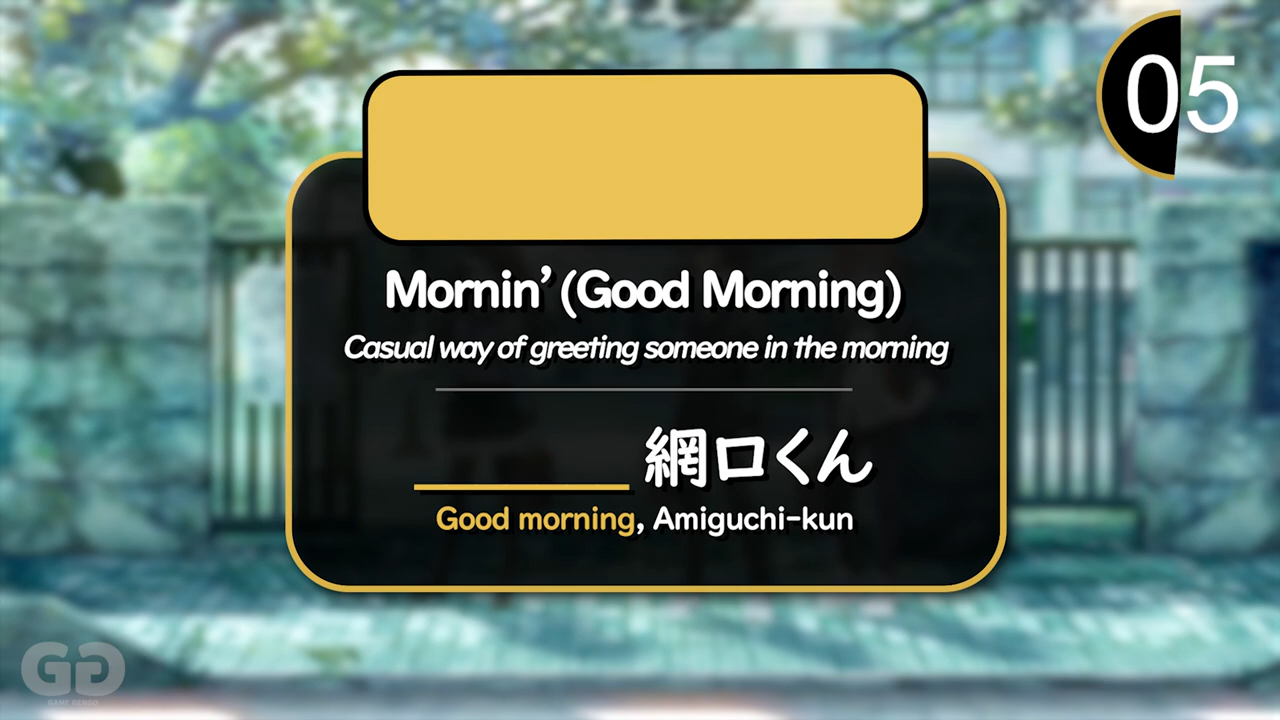 05
Mornin’ (Good Morning)
Casual way of greeting someone in the morning
網口くん
Good morning, Amiguchi-kun
GG
GAME GENGO